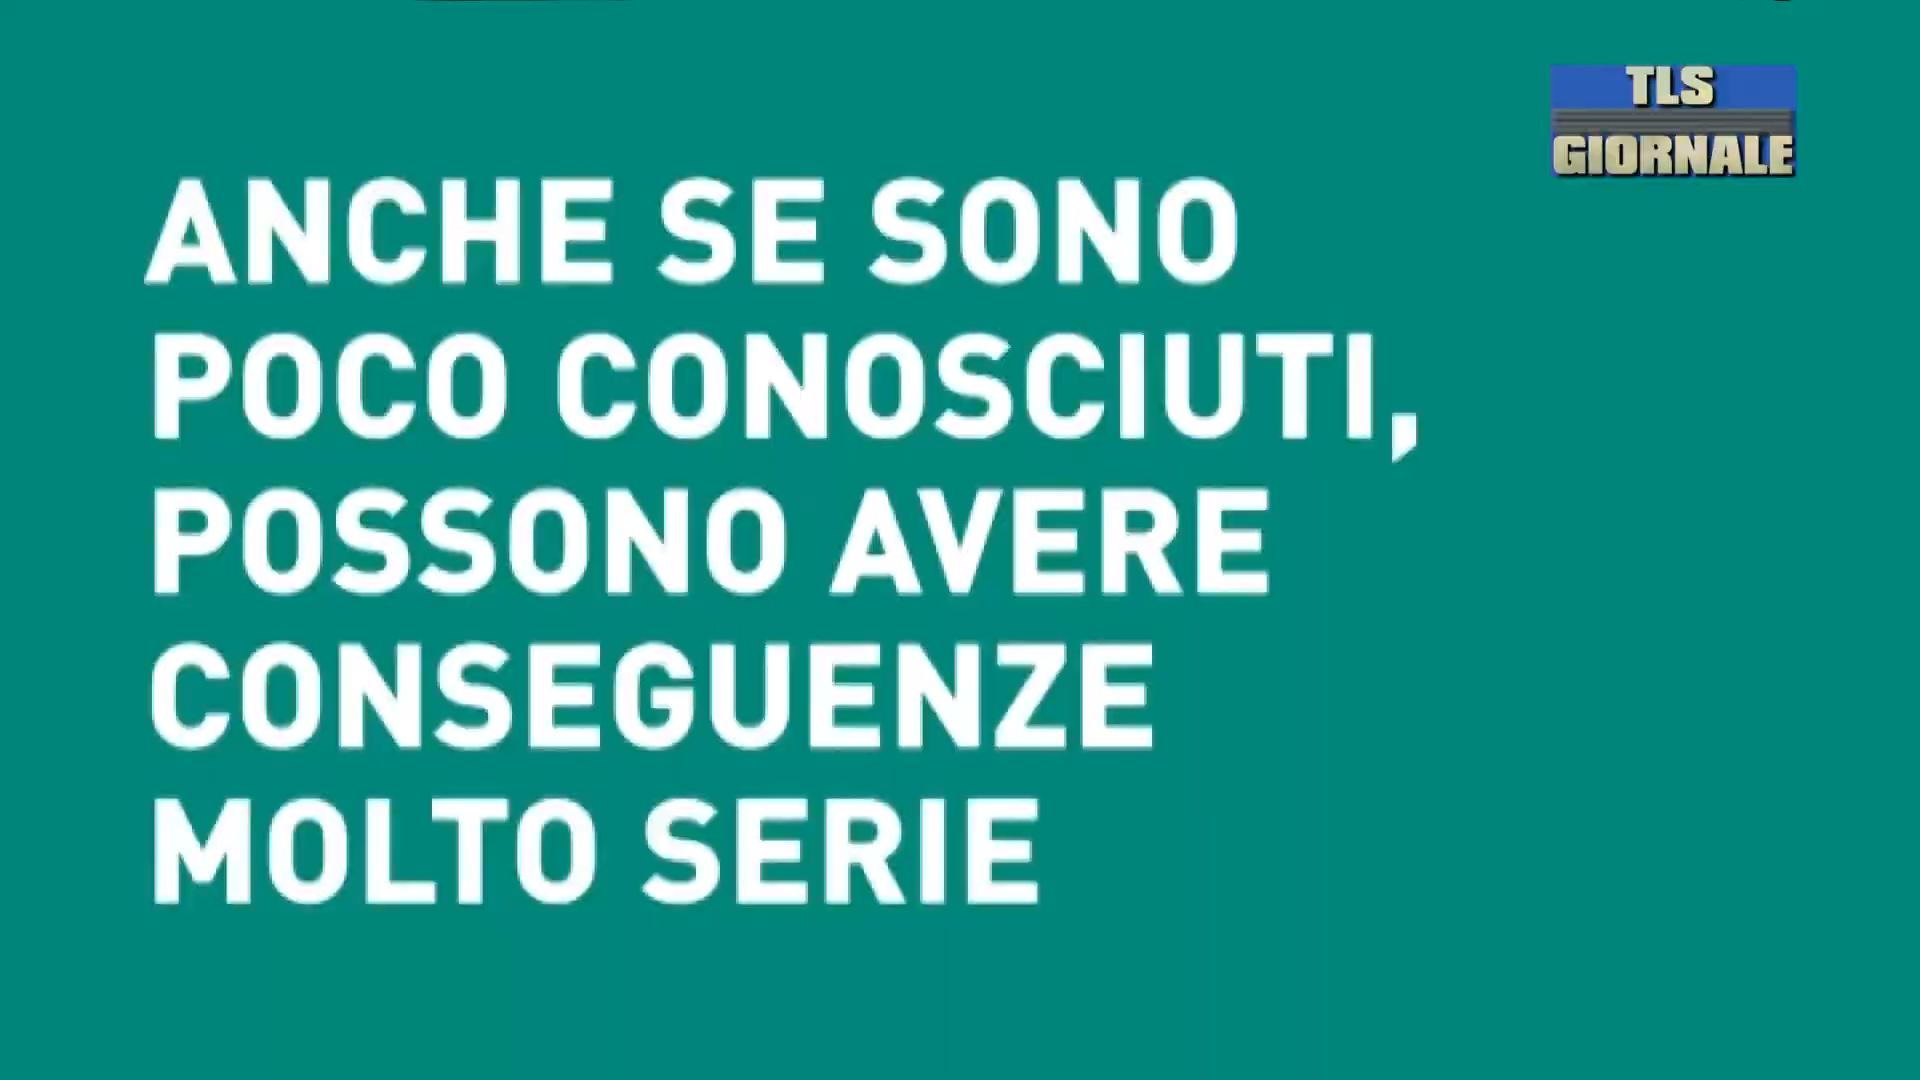 TLS
GIORNALE
ANCHE SE SONO
POCO CONOSCIUTI,
POSSONO AVERE
CONSEGUENZE
MOLTO SERIE